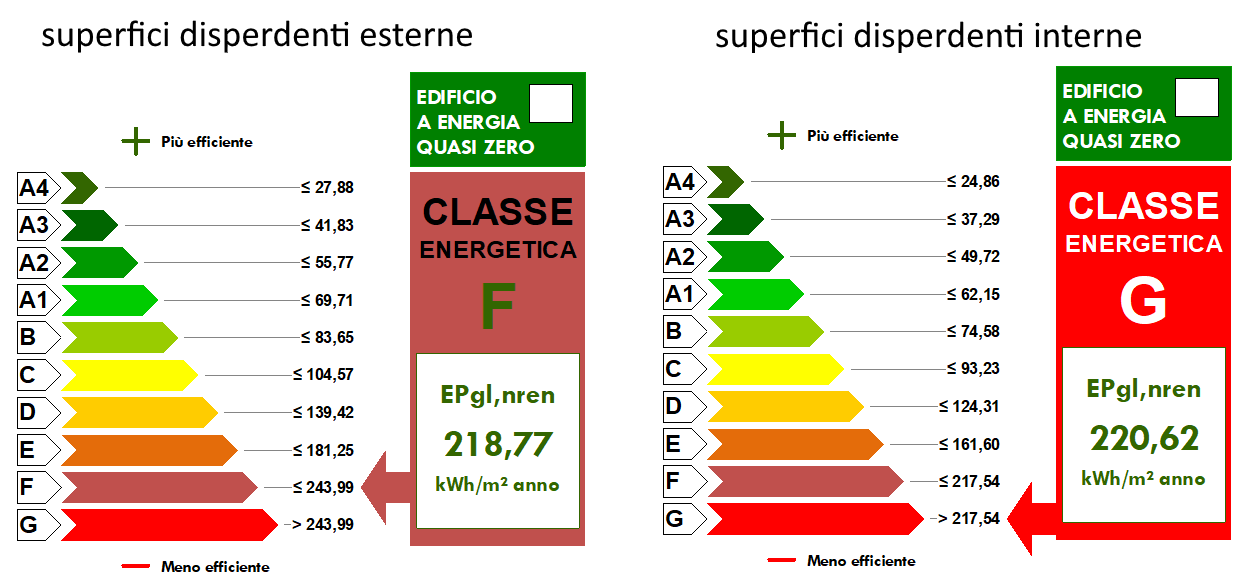 superfici disperdenti esterne
EDIFICIO
A ENERGIA
QUASI ZERO
Più efficiente
A4 ≤ 27,88
A3 ≤ 41,83
A2 ≤ 55,77
A1 ≤ 69,71
B ≤ 83,65
C ≤ 104,57
D ≤ 139,42
E ≤ 181,25
F ≤ 243,99
G > 243,99
Meno efficiente
CLASSE
ENERGETICA
F
EPgl,nren
218,77
kWh/m² anno
superfici disperdenti interne
EDIFICIO
A ENERGIA
QUASI ZERO
Più efficiente
A4 ≤ 24,86
A3 ≤ 37,29
A2 ≤ 49,72
A1 ≤ 62,15
B ≤ 74,58
C ≤ 93,23
D ≤ 124,31
E ≤ 161,60
F ≤ 217,54
G > 217,54
Meno efficiente
CLASSE
ENERGETICA
G
EPgl,nren
220,62
kWh/m² anno